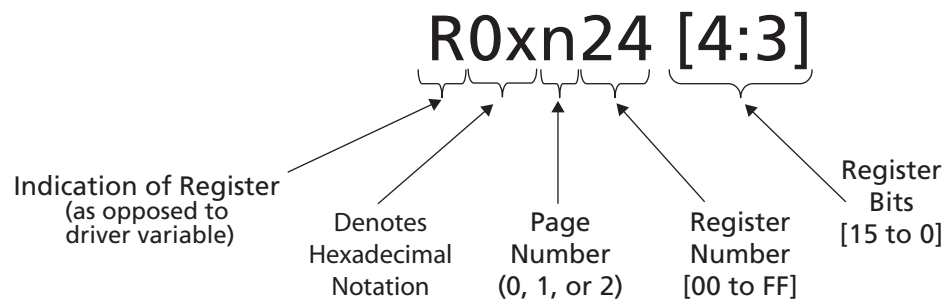 R0xn24 [4:3]
Indication of Register
(as opposed to
driver variable)
Denotes
Hexadecimal
Notation
Page
Number
(0, 1, or 2)
Register
Number
[00 to FF]
Register
Bits
[15 to 0]